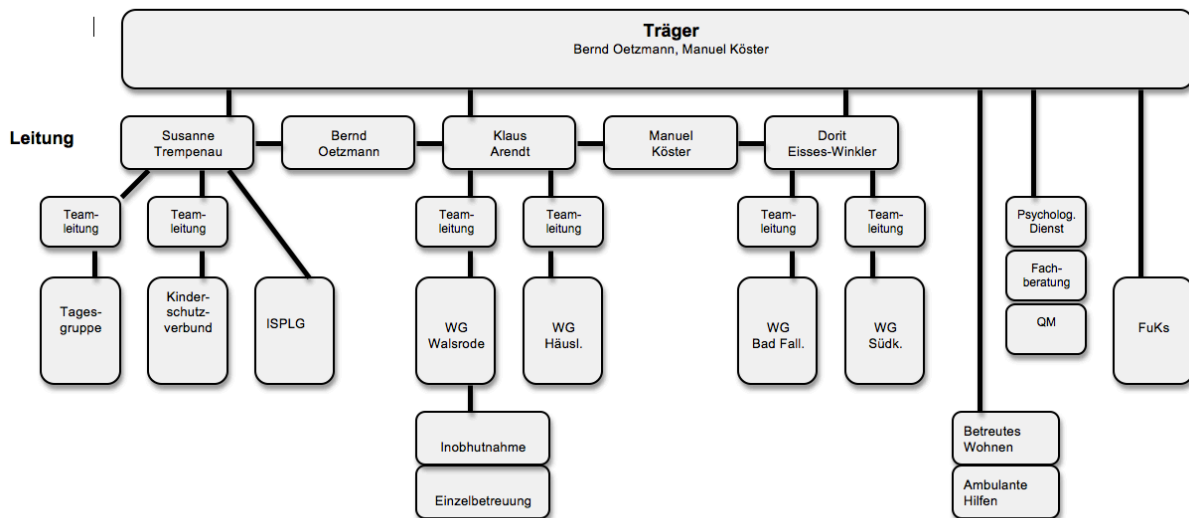 Träger
Bernd Oetzmann, Manuel Köster
Leitung
Susanne
Trempenau
Bernd
Oetzmann
Klaus
Arendt
Manuel
Köster
Dorit
Eisses-Winkler
Team-
leitung
Team-
leitung
Team-
leitung
Team-
leitung
Team-
leitung
Team-
leitung
Psycholog.
Dienst
Fach-
beratung
QM
Tages-
gruppe
Kinder-
schutz-
verbund
ISPLG
WG
Walsrode
WG
Häusl.
WG
Bad Fall.
WG
Südk.
FuKs
Inobhutnahme
Einzelbetreuung
Betreutes
Wohnen
Ambulante
Hilfen